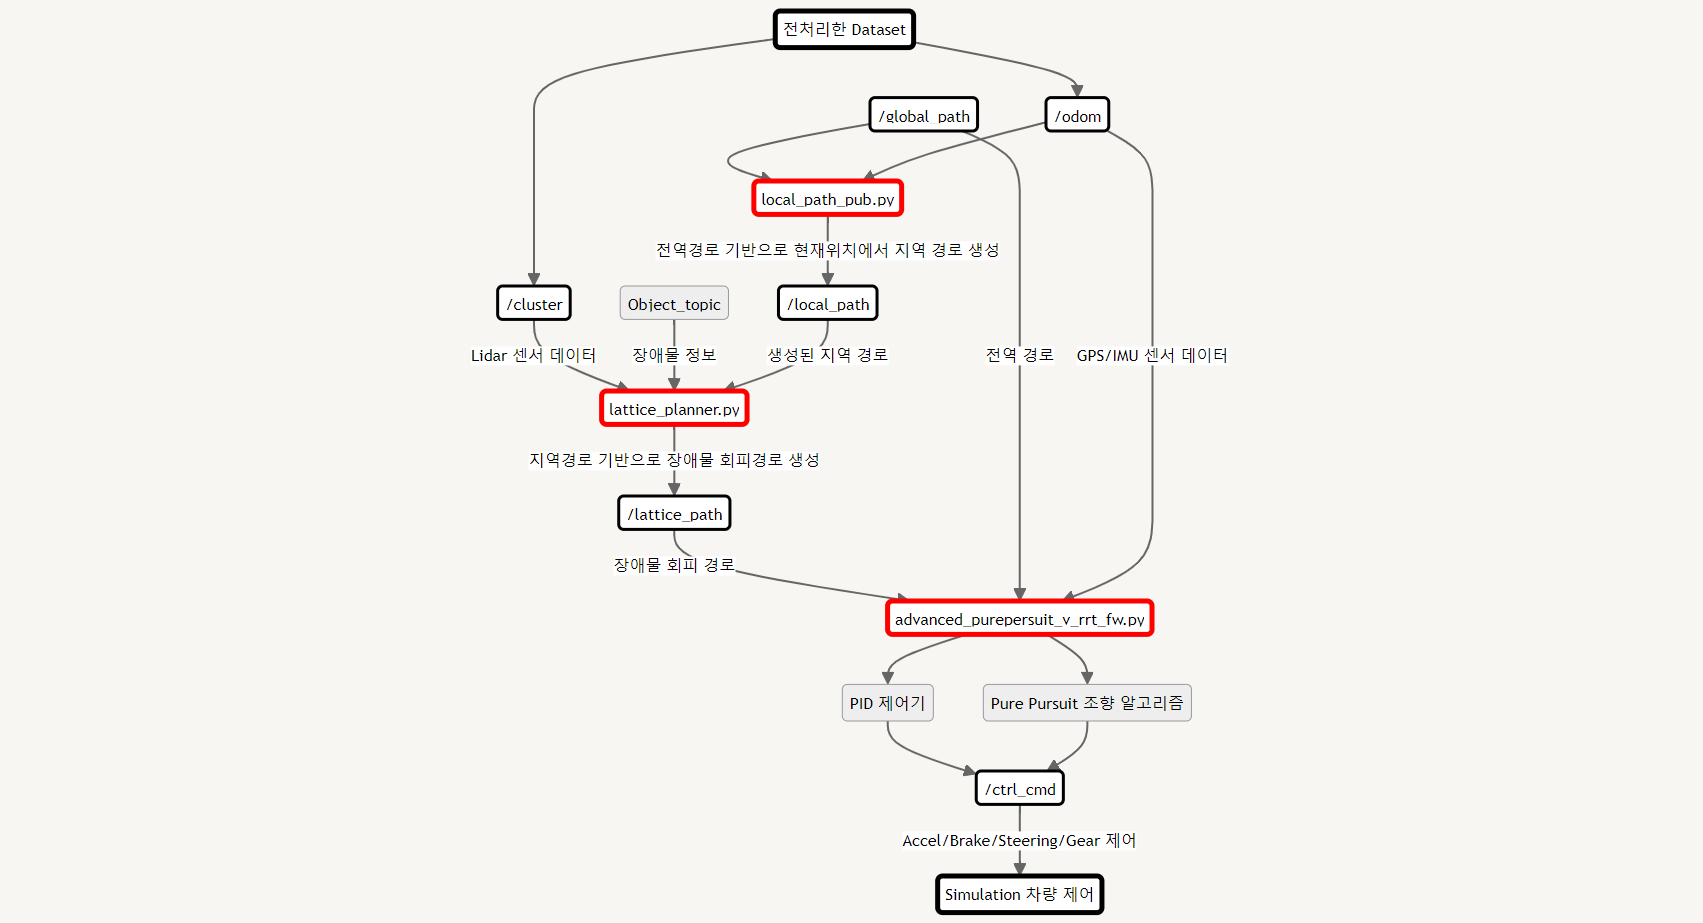 전처리한 Dataset
/global_path
/odom
local_path_pub.py
전역경로 기반으로 현재위치에서 지역 경로 생성
/cluster
Object_topic
/local_path
Lidar 센서 데이터
장애물 정보
생성된 지역 경로
전역 경로
GPS/IMU 센서 데이터
lattice_planner.py
지역경로 기반으로 장애물 회피경로 생성
/lattice_path
장애물 회피 경로
advanced_purepersuit_v_rrt_fw.py
PID 제어기
Pure Pursuit 조향 알고리즘
/ctrl_cmd
Accel/Brake/Steering/Gear 제어
Simulation 차량 제어